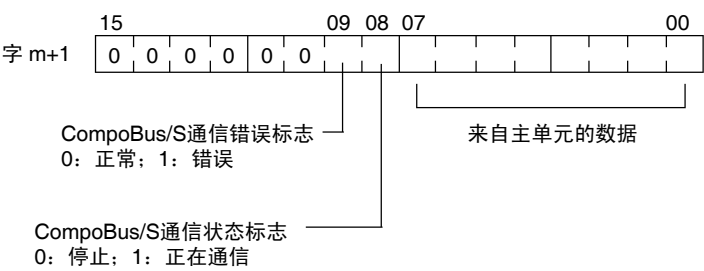 15 09 08 07 00
字 m+1 0 0 0 0 0 0
CompoBus/S通信错误标志
0：正常；1：错误
来自主单元的数据
CompoBus/S通信状态标志
0：停止；1：正在通信